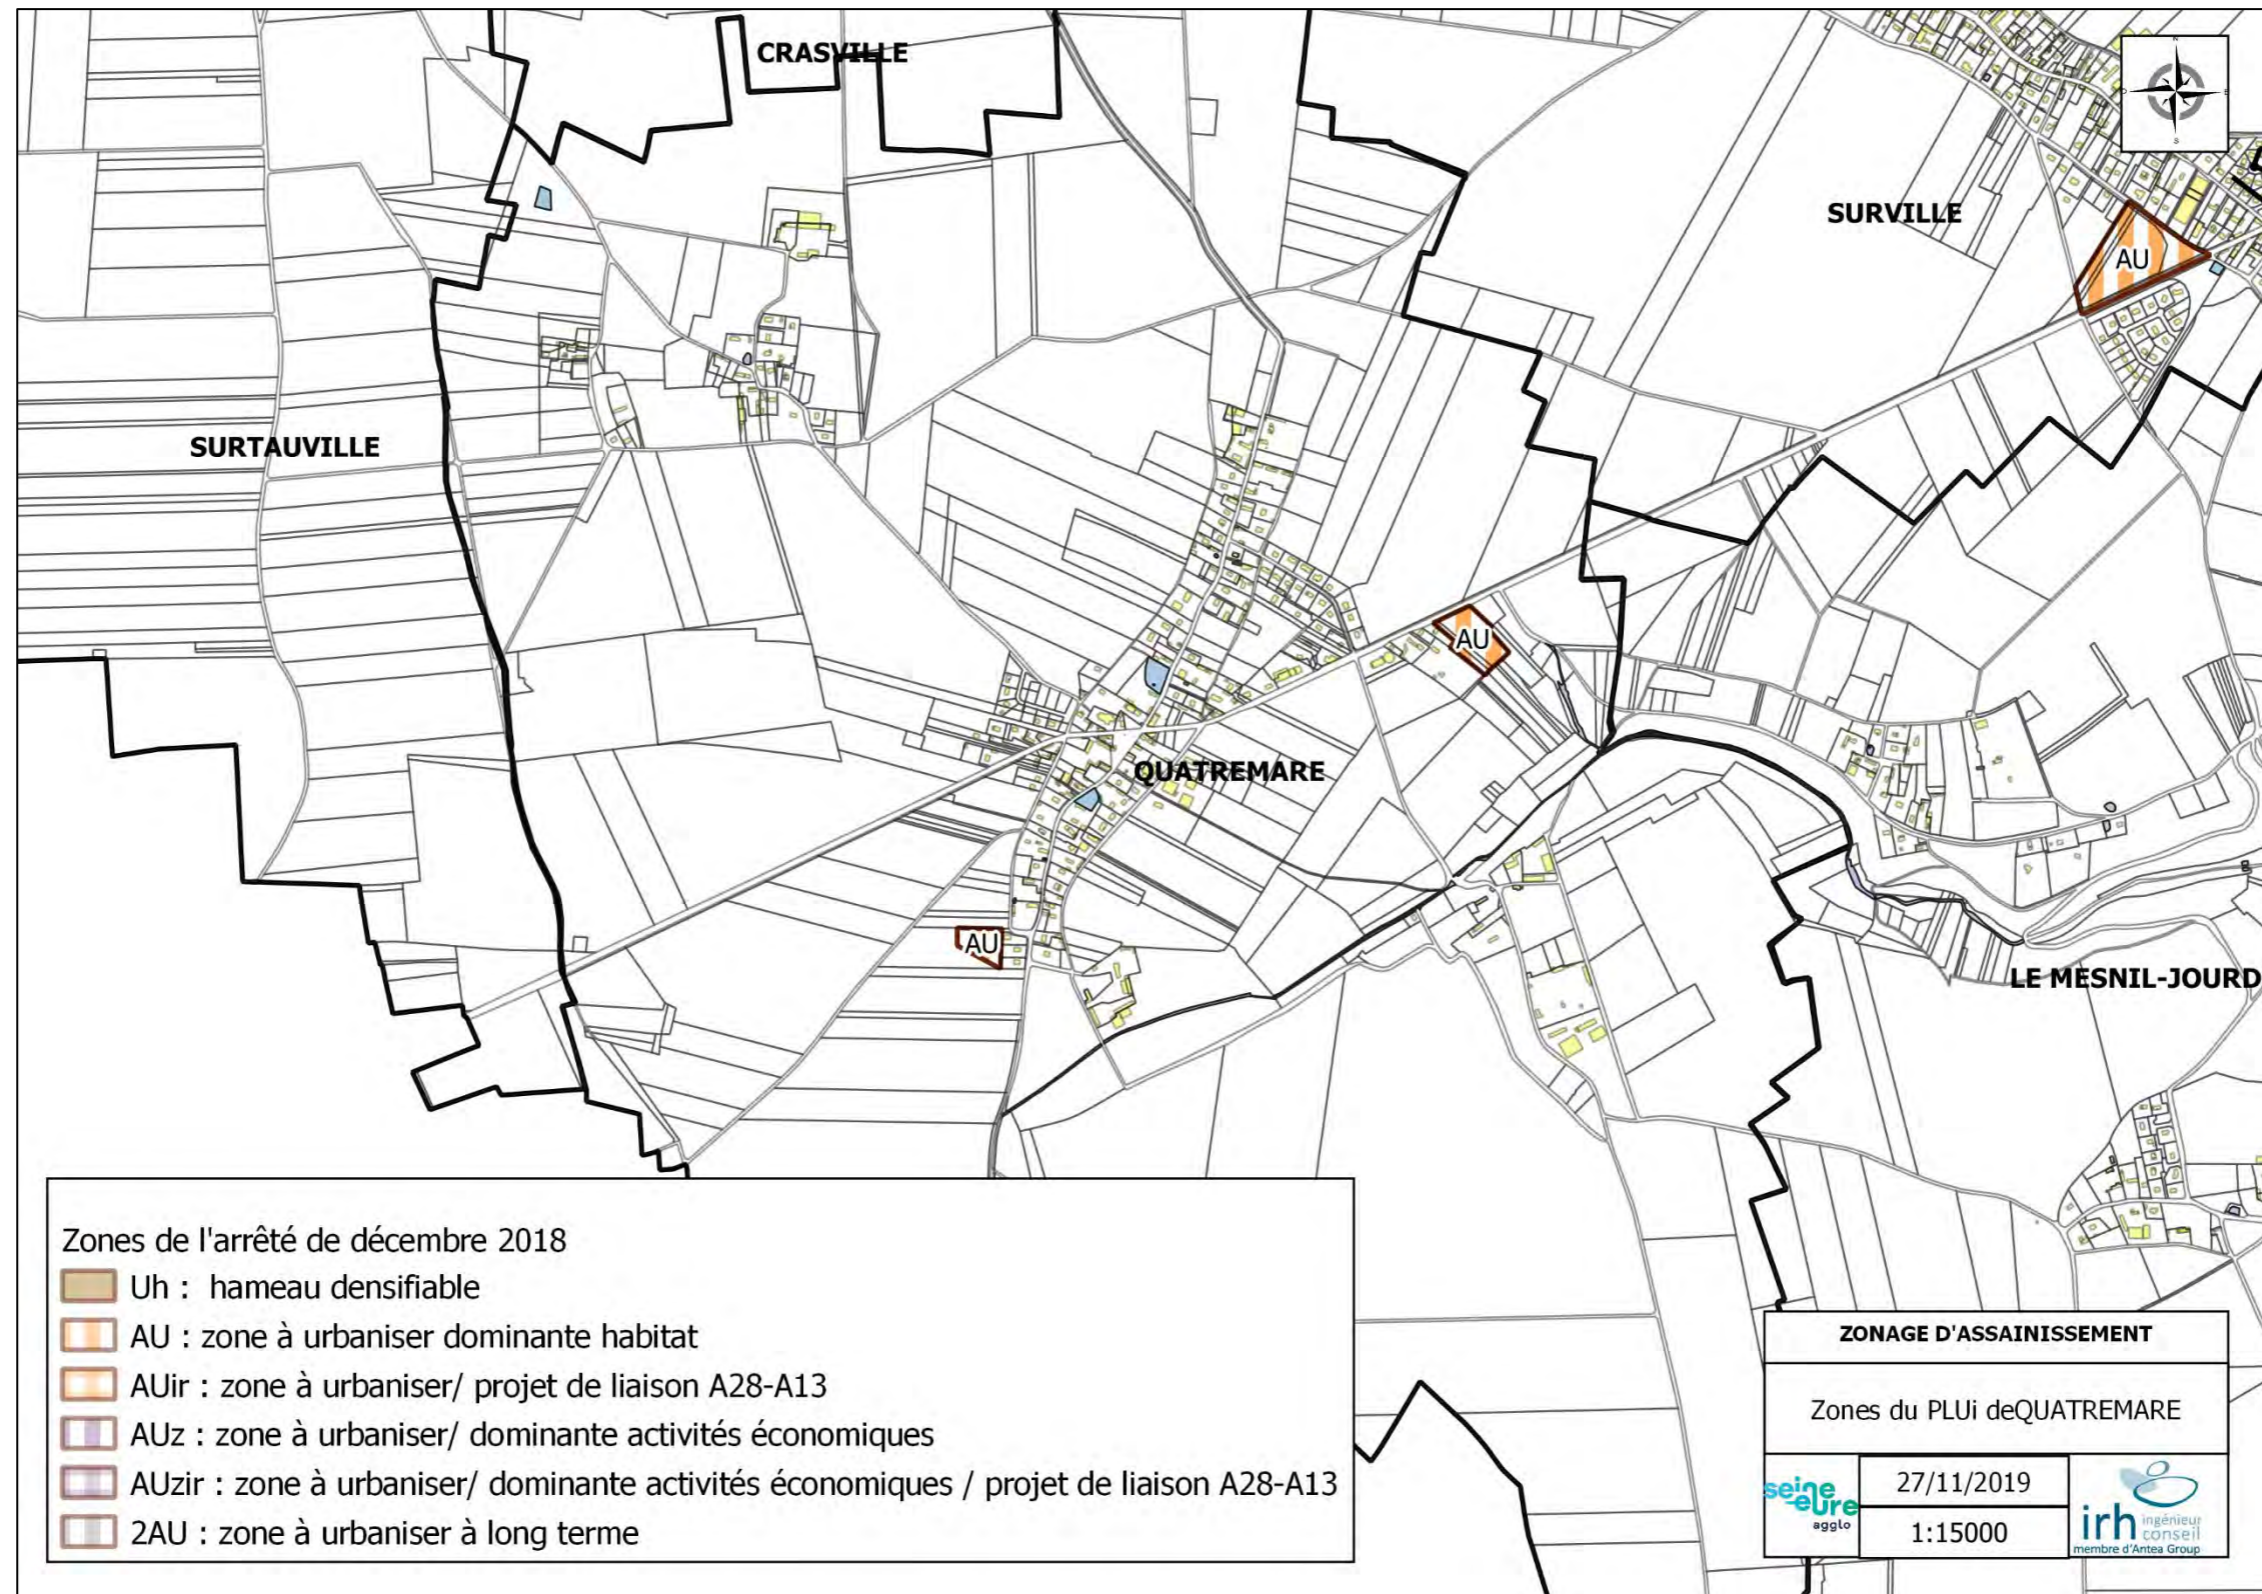 CRASVILLE
N
O
E
S
SURVILLE
AU
SURTAUVILLE
AU
QUATREMARE
AU
LE MESNIL-JOURD
Zones de l'arrêté de décembre 2018
Uh : hameau densifiable
AU : zone à urbaniser dominante habitat
AUir : zone à urbaniser/ projet de liaison A28-A13
AUz : zone à urbaniser/ dominante activités économiques
AUzir : zone à urbaniser/ dominante activités économiques / projet de liaison A28-A13
2AU : zone à urbaniser à long terme
ZONAGE D'ASSAINISSEMENT
Zones du PLUi deQUATREMARE
seine
eure
agglo
27/11/2019
1:15000
irh ingénieur
conseil
membre d'Antea Group